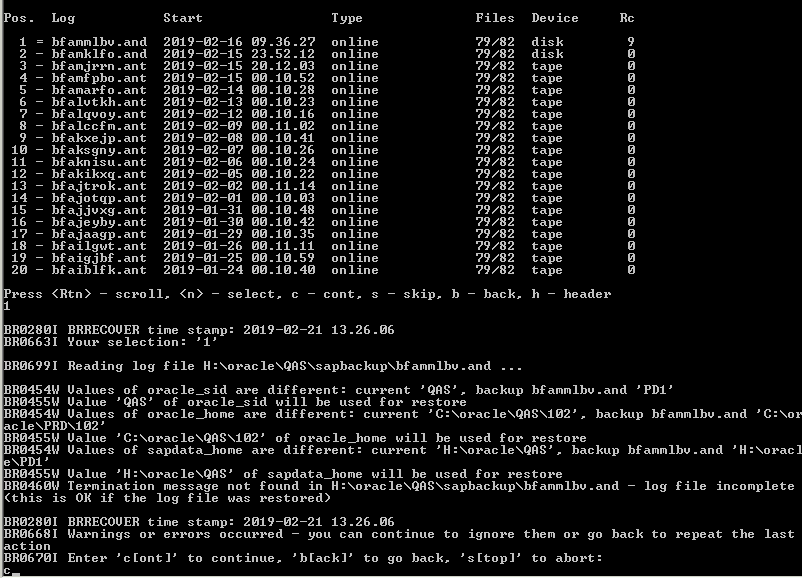 Pos.  Log           Start                Type              Files  Device     Rc
1 = bfammlbv.and  2019-02-16 09.36.27  online            79/82  disk        9
2 - bfamklfo.and  2019-02-15 23.52.12  online            79/82  disk        0
3 - bfamjrrn.ant  2019-02-15 20.12.03  online            79/82  tape        0
4 - bfamfpbo.ant  2019-02-15 00.10.52  online            79/82  tape        0
5 - bfamarfo.ant  2019-02-14 00.10.28  online            79/82  tape        0
6 - bfalvtkh.ant  2019-02-13 00.10.23  online            79/82  tape        0
7 - bfalqvoy.ant  2019-02-12 00.10.16  online            79/82  tape        0
8 - bfalccfm.ant  2019-02-09 00.11.02  online            79/82  tape        0
9 - bfakxejp.ant  2019-02-08 00.10.41  online            79/82  tape        0
10 - bfaksgny.ant  2019-02-07 00.10.26  online            79/82  tape        0
11 - bfaknisu.ant  2019-02-06 00.10.24  online            79/82  tape        0
12 - bfakikxq.ant  2019-02-05 00.10.22  online            79/82  tape        0
13 - bfajtrok.ant  2019-02-02 00.11.14  online            79/82  tape        0
14 - bfajotqp.ant  2019-02-01 00.10.03  online            79/82  tape        0
15 - bfajjvxg.ant  2019-01-31 00.10.48  online            79/82  tape        0
16 - bfajeyby.ant  2019-01-30 00.10.42  online            79/82  tape        0
17 - bfajaagp.ant  2019-01-29 00.10.35  online            79/82  tape        0
18 - bfailgwt.ant  2019-01-26 00.11.11  online            79/82  tape        0
19 - bfaigjbf.ant  2019-01-25 00.10.59  online            79/82  tape        0
20 - bfaiblfk.ant  2019-01-24 00.10.40  online            79/82  tape        0
Press <Rtn> - scroll, <n> - select, c - cont, s - skip, b - back, h - header
1
BR0280I BRRECOVER time stamp: 2019-02-21 13.26.06
BR0663I Your selection: '1'
BR0699I Reading log file H:\oracle\QAS\sapbackup\bfammlbv.and ...
BR0454W Values of oracle_sid are different: current 'QAS', backup bfammlbv.and 'PD1'
BR0455W Value 'QAS' of oracle_sid will be used for restore
BR0454W Values of oracle_home are different: current 'C:\oracle\QAS\102', backup bfammlbv.and 'C:\or
acle\PRD\102'
BR0455W Value 'C:\oracle\QAS\102' of oracle_home will be used for restore
BR0454W Values of sapdata_home are different: current 'H:\oracle\QAS', backup bfammlbv.and 'H:\oracl
e\PD1'
BR0455W Value 'H:\oracle\QAS' of sapdata_home will be used for restore
BR0460W Termination message not found in H:\oracle\QAS\sapbackup\bfammlbv.and - log file incomplete
(this is OK if the log file was restored)
BR0280I BRRECOVER time stamp: 2019-02-21 13.26.06
BR0668I Warnings or errors occurred - you can continue to ignore them or go back to repeat the last
action
BR0670I Enter 'c[ont]' to continue, 'b[ack]' to go back, 's[top]' to abort:
c_